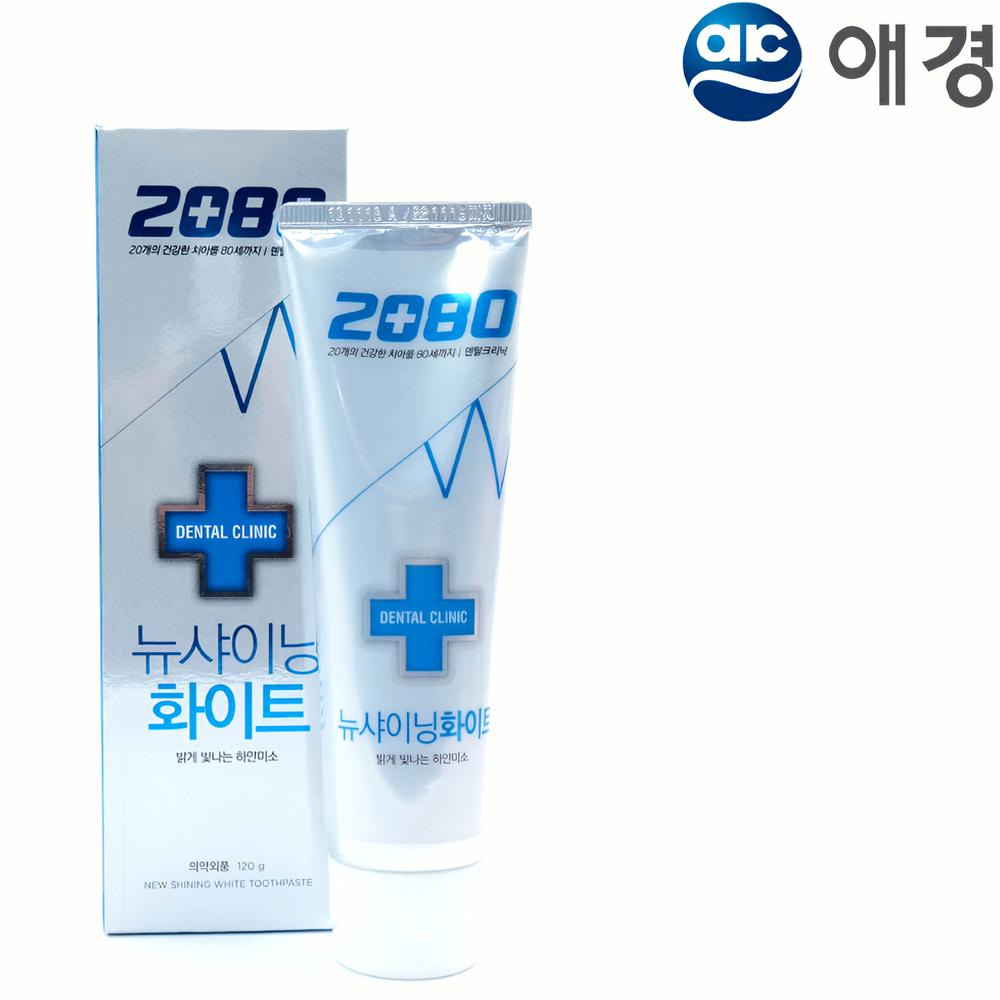 aic 애경
2080
20개의 건강한 치아를 80세까지 |
DENTAL CLINIC
뉴샤이닝
화이트
밝게 빛나는 하얀미소
의약외품 120 g
NEW SHINING WHITE TOOTHPASTE
2080
20개의 건강한 치아를 80세까지 | 덴탈크리닉
DENTAL CLINIC
뉴샤이닝화이트
밝게 빛나는 하얀미소